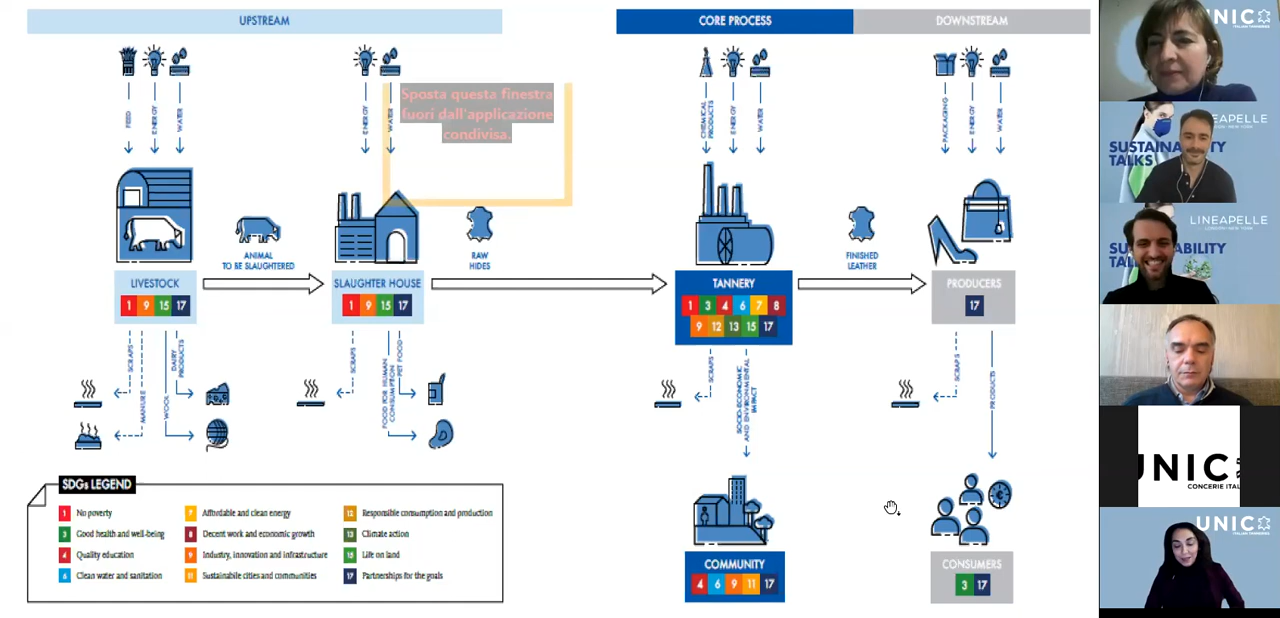 UPSTREAM
CORE PROCESS
DOWNSTREAM
FEED
ENERGY
WATER
ENERGY
WATER
CHEMICAL
PRODUCTS
ENERGY
WATER
PACKAGING
ENERGY
WATER
Sposta questa finestra
fuori dall'applicazione
condivisa.
ANIMAL
TO BE SLAUGHTERED
RAW
HIDES
FINISHED
LEATHER
LIVESTOCK
1 9 15 17
SLAUGHTER HOUSE
1 9 15 17
TANNERY
1 3 4 6 7 8
9 12 13 15 17
PRODUCERS
17
SCRAPS
MANURE
WOOL
DAIRY
PRODUCTS
SCRAPS
FOOD FOR HUMAN
CONSUMPTION
PET FOOD
SCRAPS
SOCIO-ECONOMIC
AND ENVIRONMENTAL
IMPACT
SCRAPS
PRODUCTS
COMMUNITY
4 6 9 11 17
CONSUMERS
3 17
SDGs LEGEND
1 No poverty
3 Good health and well-being
4 Quality education
6 Clean water and sanitation
7 Affordable and clean energy
8 Decent work and economic growth
9 Industry, innovation and infrastructure
11 Sustainabile cities and communities
12 Responsible consumption and production
13 Climate action
15 Life on land
17 Partnerships for the goals
UNIC
ITALIAN TANNERIES
EAPELLE
SUSTAINABILITY
TALKS
LINEAPELLE
SUSTAINABILITY
TALKS
UNIC
CONCERIE ITAL
UNIC
ITALIAN TANNERIES